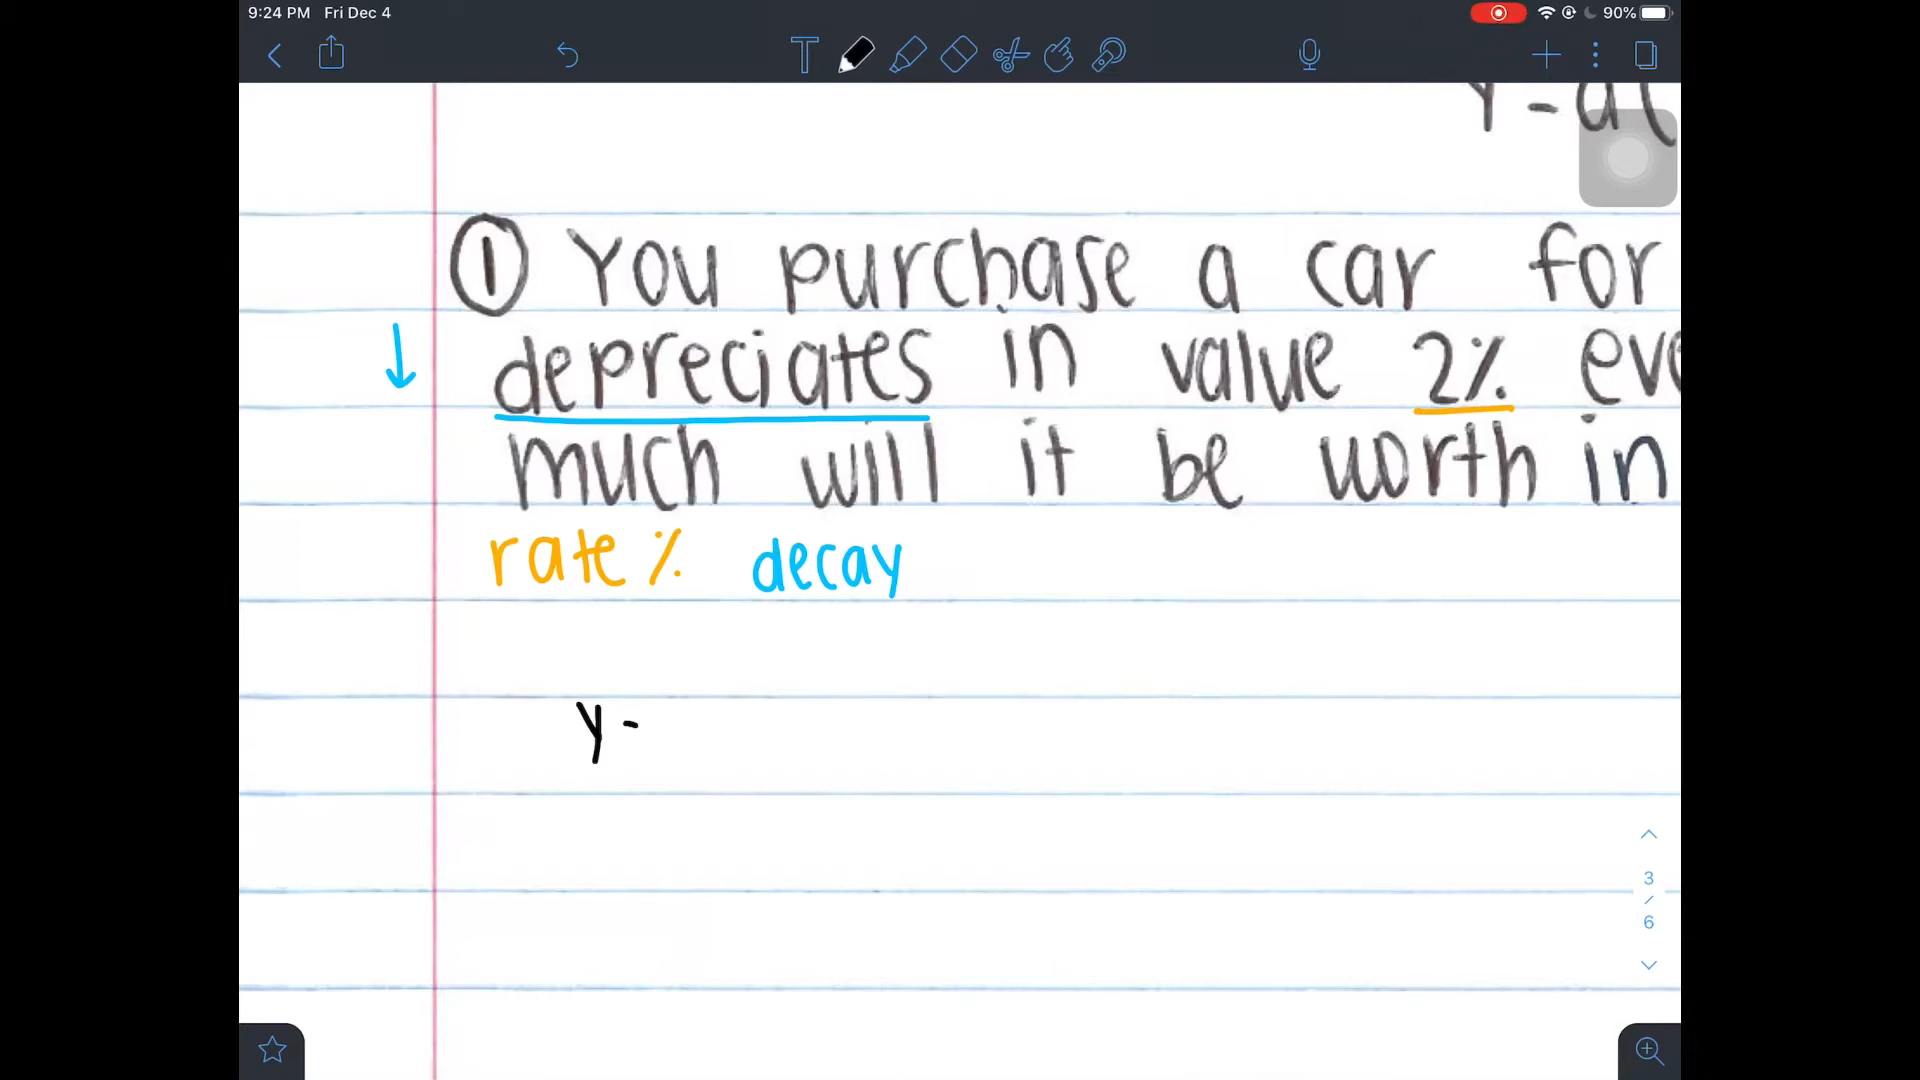 9:24 PM Fri Dec 4
90%
Y = a(
① You purchase a car for
depreciates in value 2%
much will it be worth in
rate % decay
y -
3
/
6